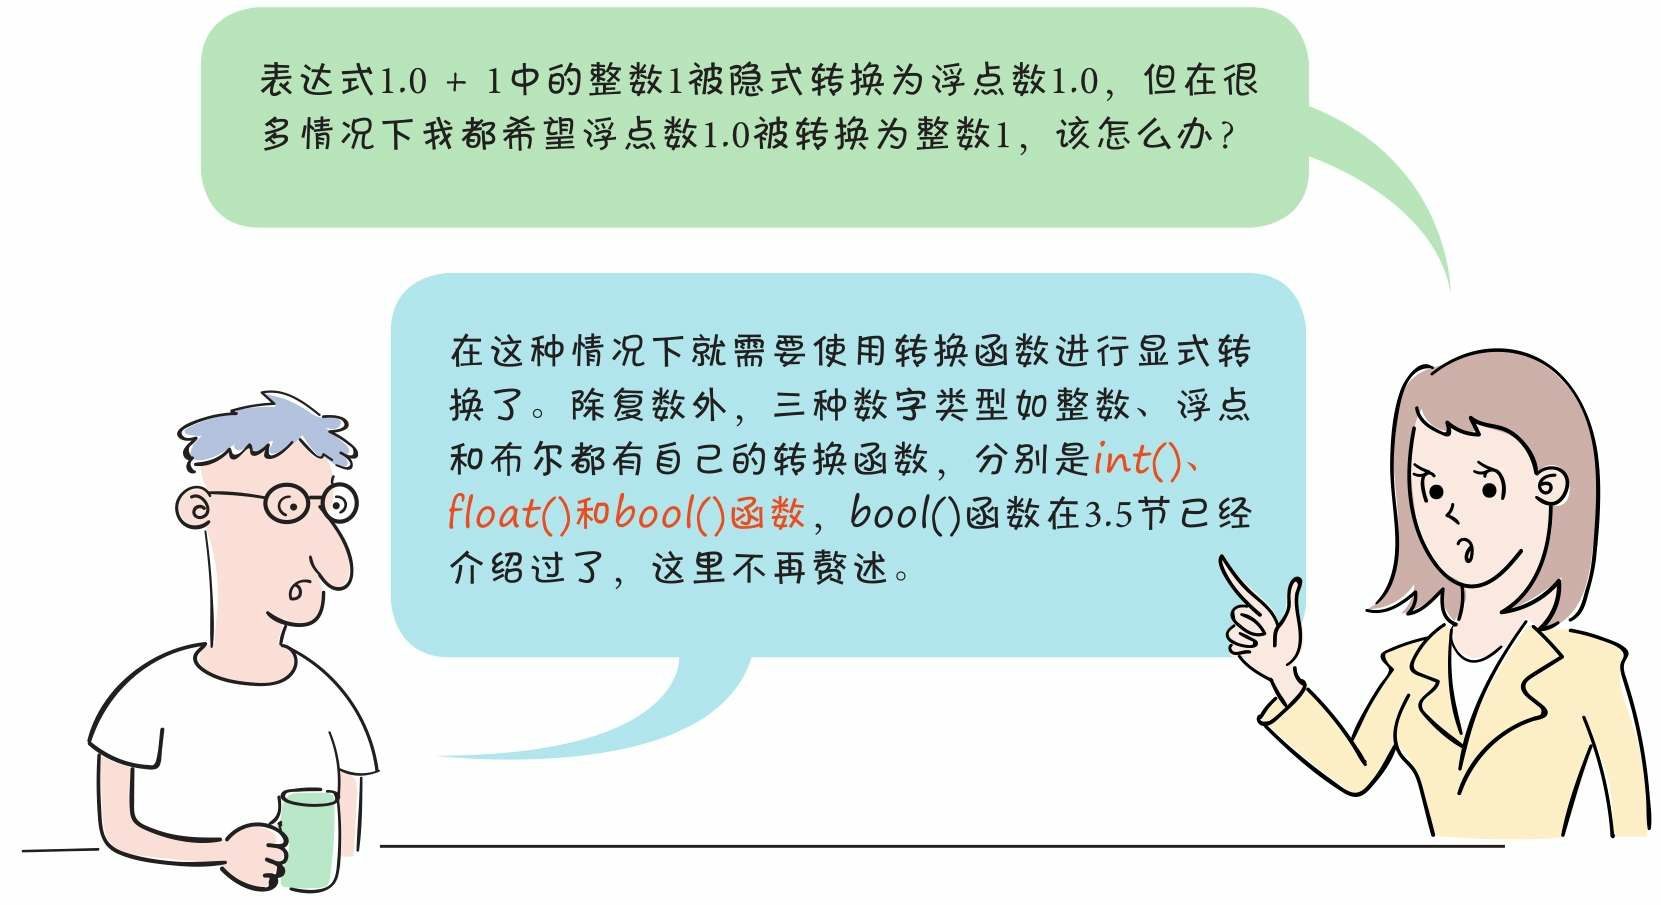 表达式1.0 + 1中的整数1被隐式转换为浮点数1.0，但在很
多情况下我都希望浮点数1.0被转换为整数1，该怎么办？
在这种情况下就需要使用转换函数进行显式转
换了。除复数外，三种数字类型如整数、浮点
和布尔都有自己的转换函数，分别是int()、
float()和bool()函数，bool()函数在3.5节已经
介绍过了，这里不再赘述。